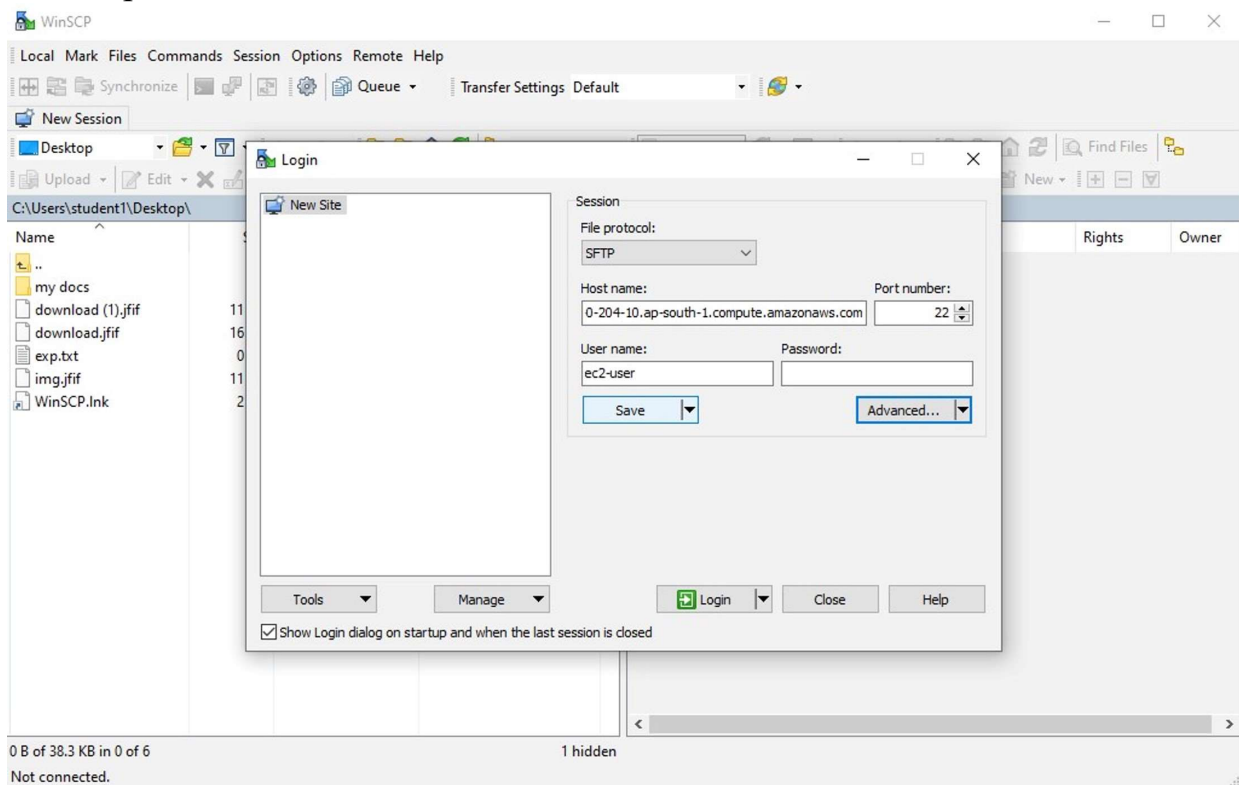 WinSCP
Local Mark Files Commands Session Options Remote Help
Synchronize Queue Transfer Settings Default
New Session
Desktop Find Files
Upload Edit New
C:\Users\student1\Desktop\
Name Rights Owner
..
my docs
download (1).jfif 11
download.jfif 16
exp.txt 0
img.jfif 11
WinSCP.lnk 2
Login
New Site
Session
File protocol:
SFTP
Host name: Port number:
0-204-10.ap-south-1.compute.amazonaws.com 22
User name: Password:
ec2-user
Save Advanced...
Tools Manage Login Close Help
Show Login dialog on startup and when the last session is closed
0 B of 38.3 KB in 0 of 6 1 hidden
Not connected.